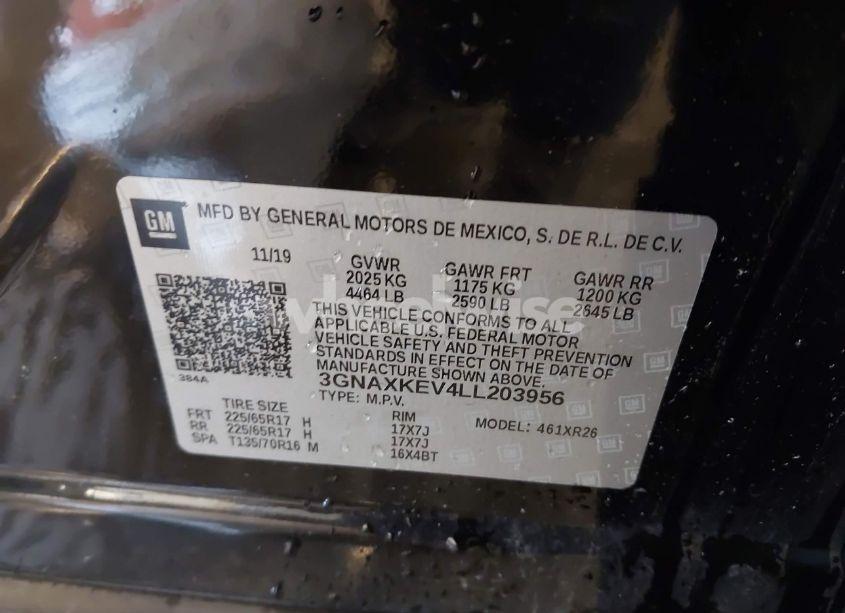 GM MFD BY GENERAL MOTORS DE MEXICO, S. DE R.L. DE C.V.
11/19 GVWR GAWR FRT GAWR RR
2025 KG 1175 KG 1200 KG
4464 LB 2590 LB 2645 LB
THIS VEHICLE CONFORMS TO ALL
APPLICABLE U.S. FEDERAL MOTOR
VEHICLE SAFETY AND THEFT PREVENTION
STANDARDS IN EFFECT ON THE DATE OF
MANUFACTURE SHOWN ABOVE.
384A 3GNAXKEV4LL203956
TYPE: M.P.V. MODEL: 461XR26
TIRE SIZE RIM
FRT 225/65R17 H 17X7J
RR 225/65R17 H 17X7J
SPA T135/70R16 M 16X4BT